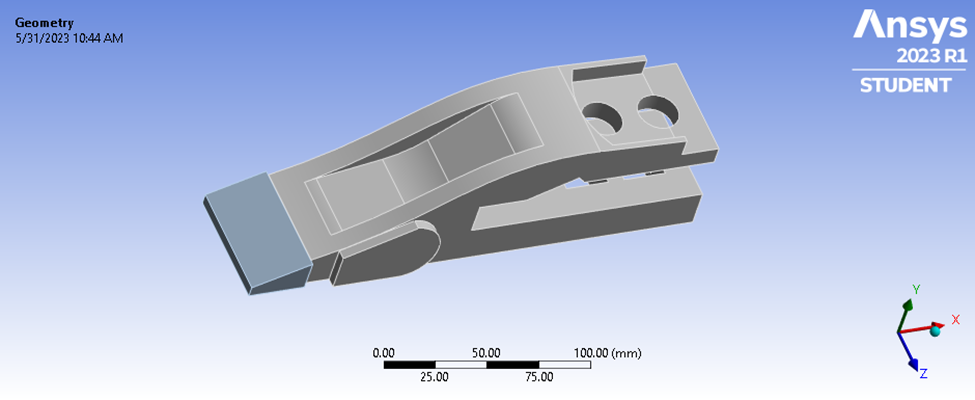 Geometry
5/31/2023 10:44 AM
Ansys
2023 R1
STUDENT
Y
X
Z
0.00 50.00 100.00 (mm)
25.00 75.00